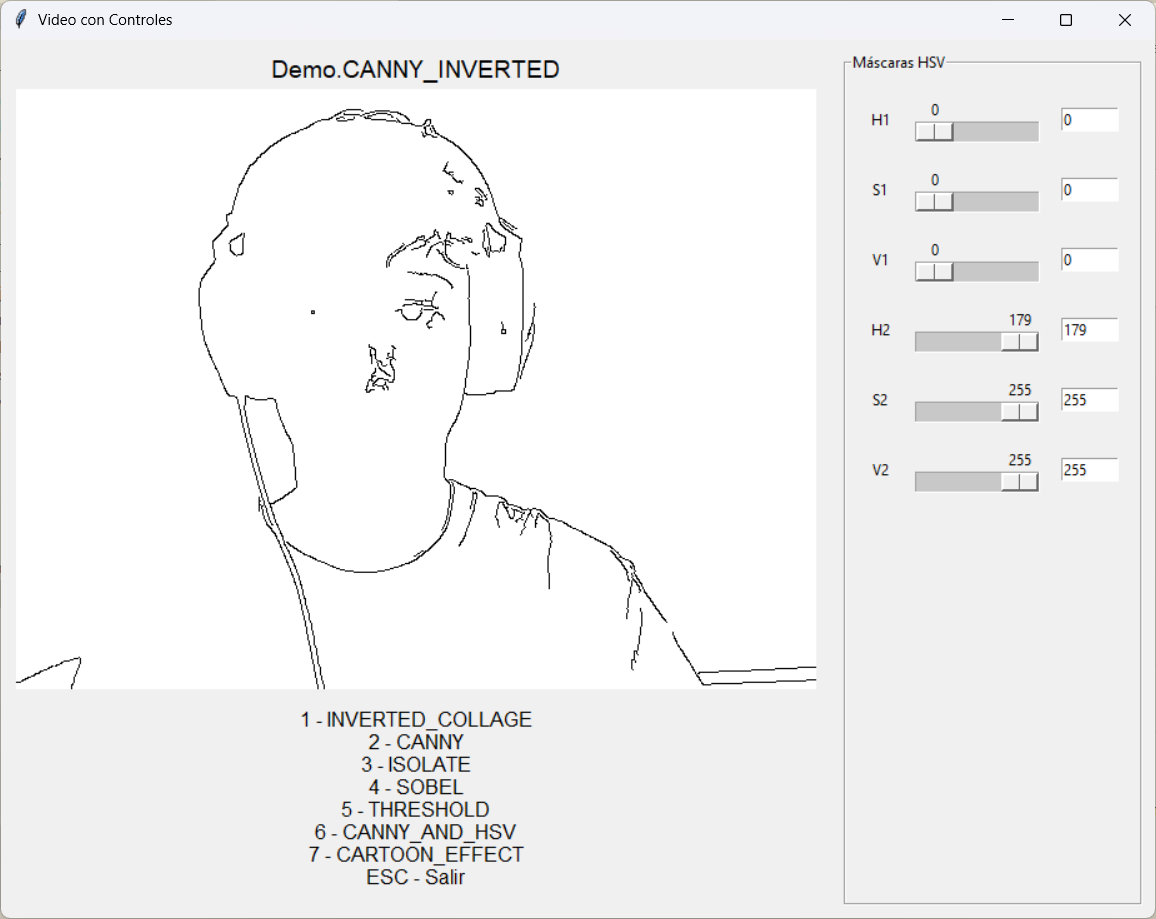 Video con Controles
Demo.CANNY_INVERTED
1 - INVERTED_COLLAGE
2 - CANNY
3 - ISOLATE
4 - SOBEL
5 - THRESHOLD
6 - CANNY_AND_HSV
7 - CARTOON_EFFECT
ESC - Salir
Máscaras HSV
0
H1 0
0
S1 0
0
V1 0
179
H2 179
255
S2 255
255
V2 255